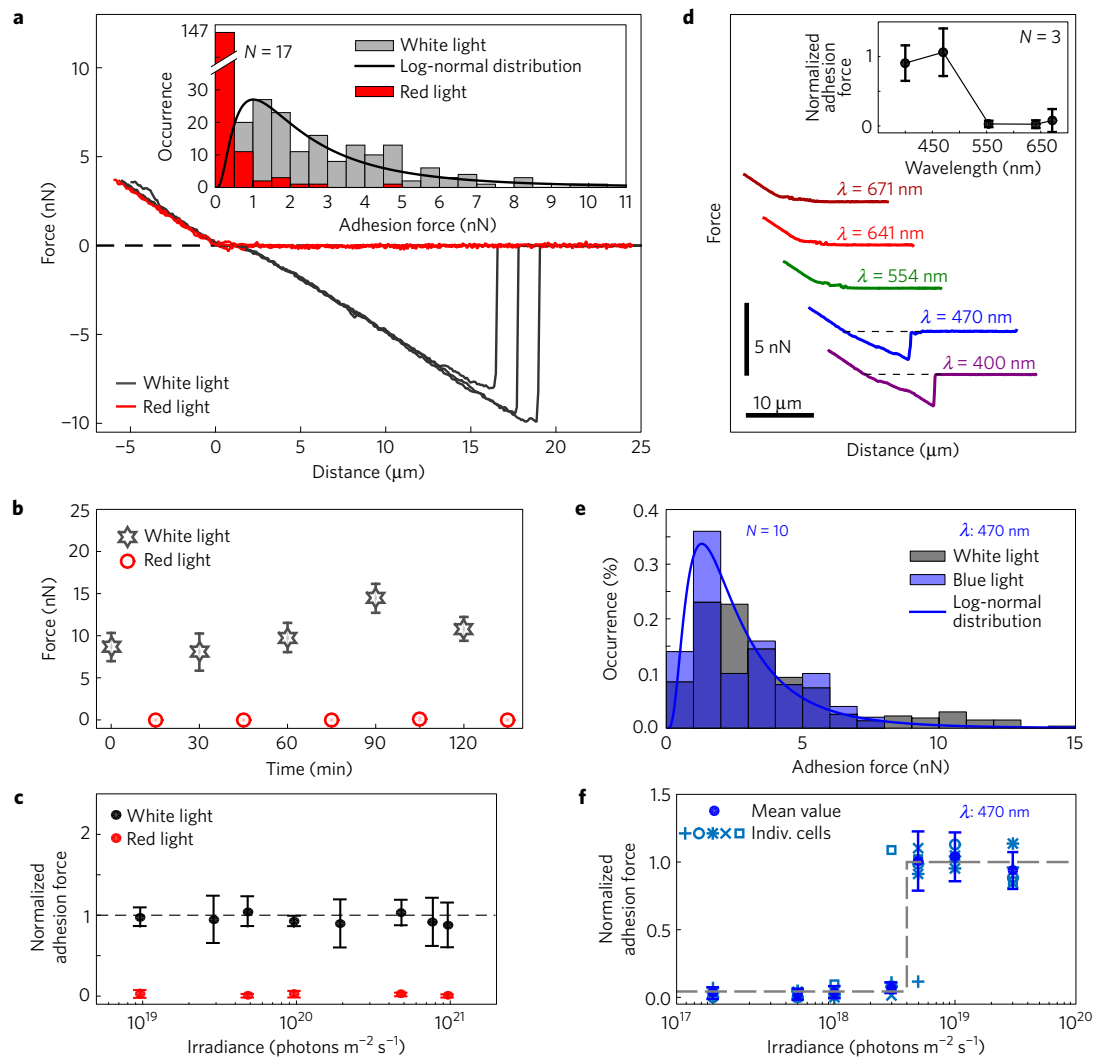 a
147
N = 17
White light
Log-normal distribution
Red light
30
20
10
0
Occurrence
0 1 2 3 4 5 6 7 8 9 10 11
Adhesion force (nN)
10
5
0
−5
−10
Force (nN)
White light
Red light
−5 0 5 10 15 20 25
Distance (μm)
b
25
20
15
10
5
0
Force (nN)
White light
Red light
0 30 60 90 120
Time (min)
c
2
1
0
Normalized
adhesion force
White light
Red light
10¹⁹ 10²⁰ 10²¹
Irradiance (photons m⁻² s⁻¹)
d
N = 3
1
0
Normalized
adhesion
force
450 550 650
Wavelength (nm)
λ = 671 nm
λ = 641 nm
λ = 554 nm
λ = 470 nm
λ = 400 nm
5 nN
10 μm
Force
Distance (μm)
e
N = 10
λ: 470 nm
White light
Blue light
Log-normal
distribution
0.4
0.3
0.2
0.1
0.0
Occurrence (%)
0 5 10 15
Adhesion force (nN)
f
Mean value
Indiv. cells
λ: 470 nm
1.5
1.0
0.5
0.0
Normalized
adhesion force
10¹⁷ 10¹⁸ 10¹⁹ 10²⁰
Irradiance (photons m⁻² s⁻¹)